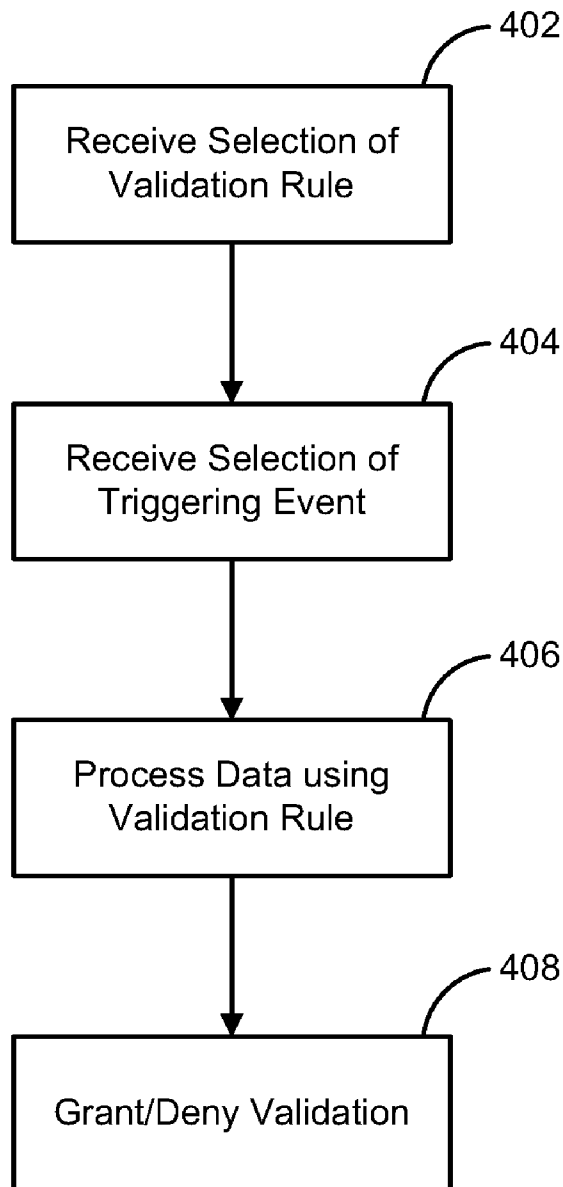 402
Receive Selection of
Validation Rule
404
Receive Selection of
Triggering Event
406
Process Data using
Validation Rule
408
Grant/Deny Validation